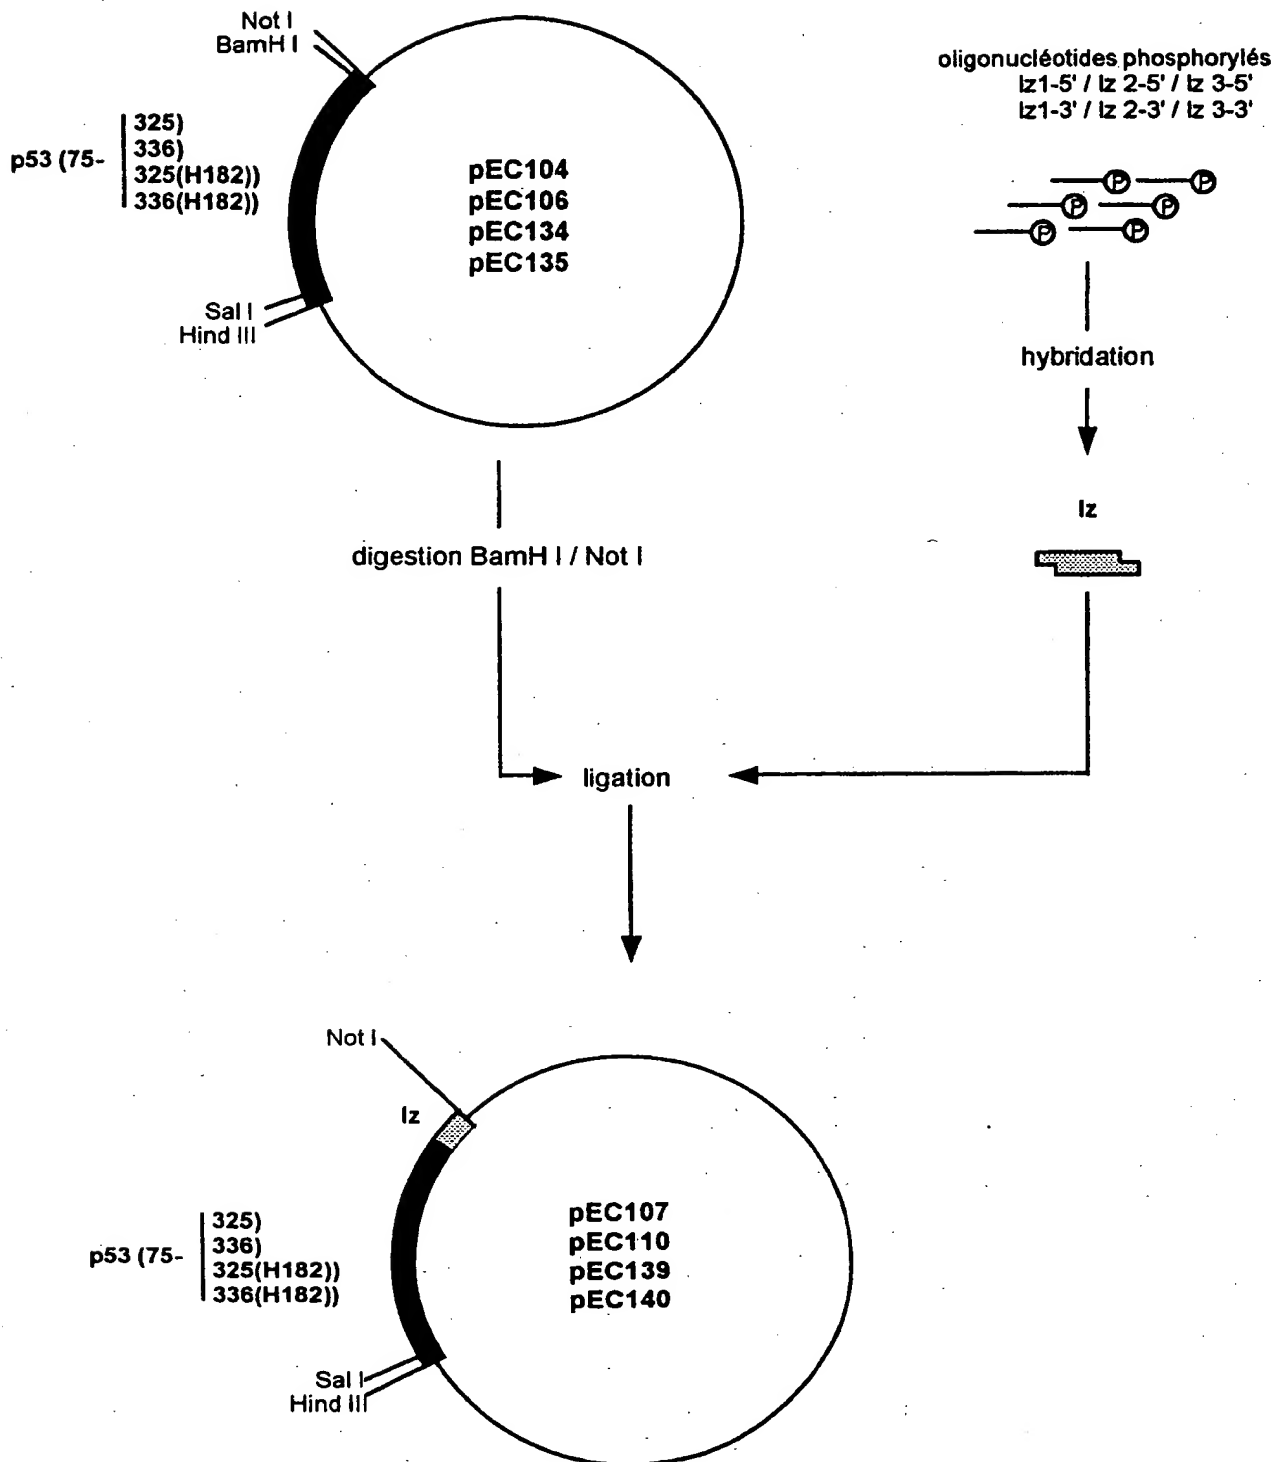 Not I
BamH I
p53 (75-
325)
336)
325(H182))
336(H182))
Sal I
Hind III
pEC104
pEC106
pEC134
pEC135
oligonucléotides phosphorylés
lz1-5' / lz 2-5' / lz 3-5'
lz1-3' / lz 2-3' / lz 3-3'
P P
P P
P P
hybridation
lz
digestion BamH I / Not I
ligation
Not I
lz
p53 (75-
325)
336)
325(H182))
336(H182))
Sal I
Hind III
pEC107
pEC110
pEC139
pEC140